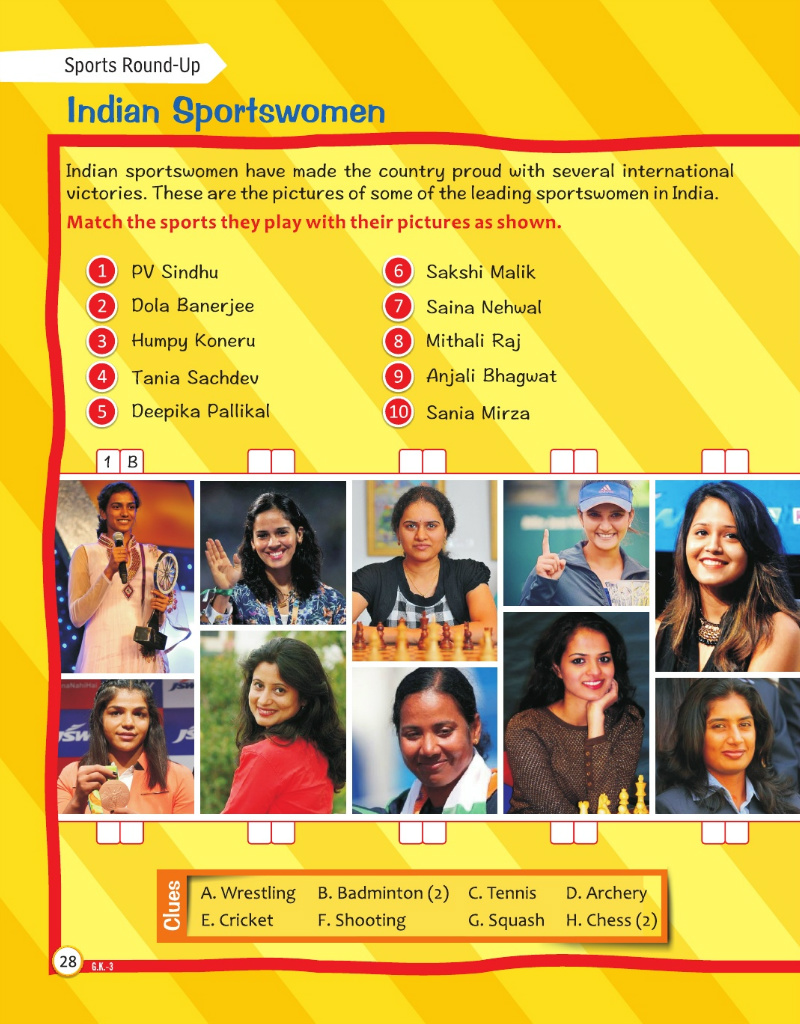 Sports Round-Up
Indian Sportswomen
Indian sportswomen have made the country proud with several international
victories. These are the pictures of some of the leading sportswomen in India.
Match the sports they play with their pictures as shown.
1 PV Sindhu
2 Dola Banerjee
3 Humpy Koneru
4 Tania Sachdev
5 Deepika Pallikal
6 Sakshi Malik
7 Saina Nehwal
8 Mithali Raj
9 Anjali Bhagwat
10 Sania Mirza
1 B
JSW
JSW
Clues
A. Wrestling B. Badminton (2) C. Tennis D. Archery
E. Cricket F. Shooting G. Squash H. Chess (2)
28 G.K.-3